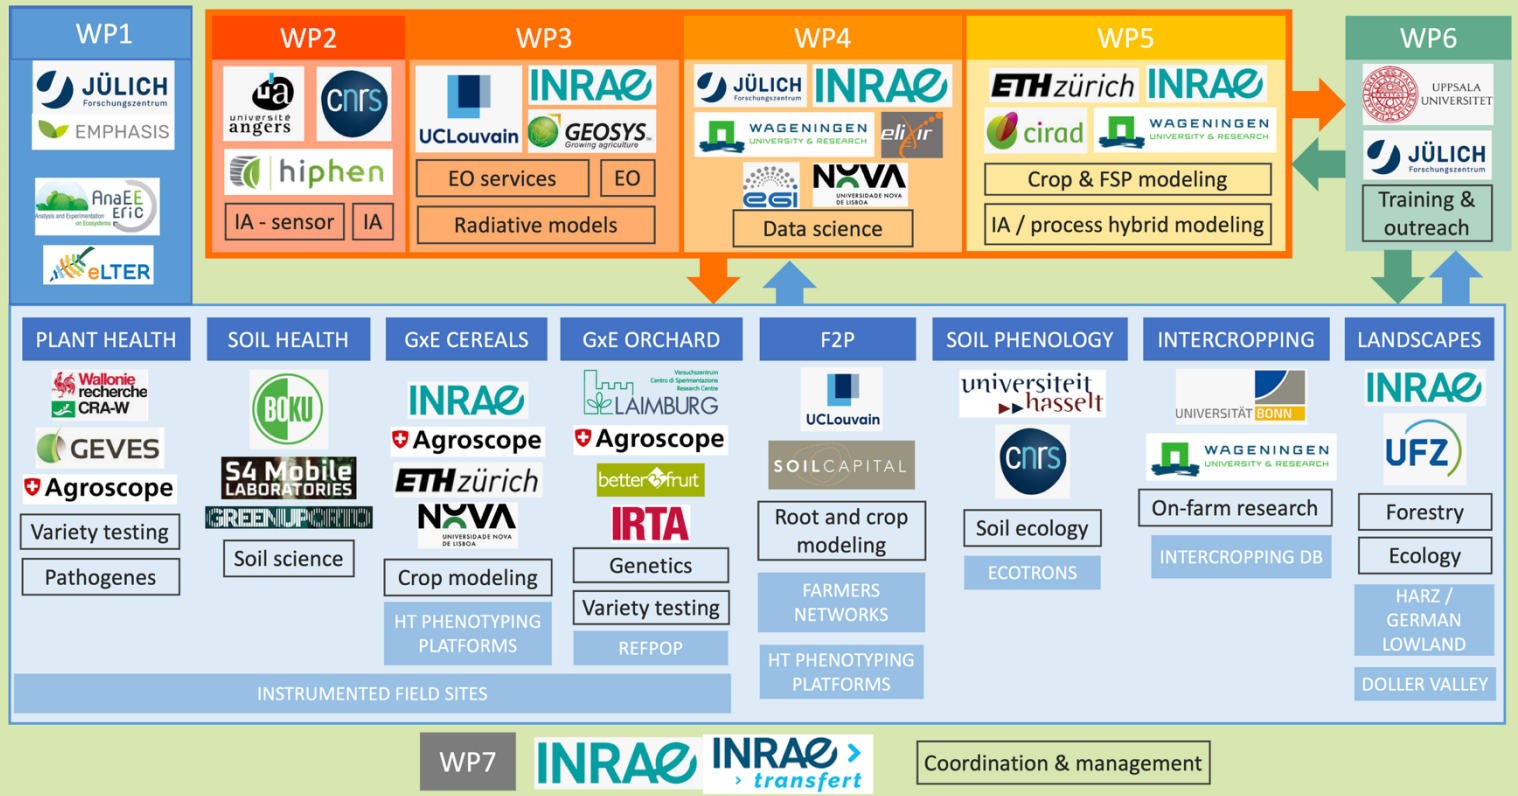 WP1
JÜLICH
Forschungszentrum
EMPHASIS
AnaEE
Analysis and Experimentation
on Ecosystems
ERIC
eLTER
WP2
ua
université
angers
cnrs
hiphen
IA - sensor
IA
WP3
UCLouvain
INRAE
GEOSYS
Growing agriculture
EO services
EO
Radiative models
WP4
JÜLICH
Forschungszentrum
INRAE
WAGENINGEN
UNIVERSITY & RESEARCH
elixir
egi
NOVA
UNIVERSIDADE NOVA
DE LISBOA
Data science
WP5
ETH zürich
INRAE
cirad
WAGENINGEN
UNIVERSITY & RESEARCH
Crop & FSP modeling
IA / process hybrid modeling
WP6
UPPSALA
UNIVERSITET
JÜLICH
Forschungszentrum
Training &
outreach
PLANT HEALTH
Wallonie
recherche
CRA-W
GEVES
Agroscope
Variety testing
Pathogenes
SOIL HEALTH
BOKU
S4 Mobile
LABORATORIES
GREENUPORTO
Soil science
GxE CEREALS
INRAE
Agroscope
ETH zürich
NOVA
UNIVERSIDADE NOVA
DE LISBOA
Crop modeling
HT PHENOTYPING
PLATFORMS
GxE ORCHARD
Versuchszentrum
Centro di Sperimentazione
Research Centre
LAIMBURG
Agroscope
better3fruit
IRTA
Genetics
Variety testing
REFPOP
INSTRUMENTED FIELD SITES
F2P
UCLouvain
SOILCAPITAL
Root and crop
modeling
FARMERS
NETWORKS
HT PHENOTYPING
PLATFORMS
SOIL PHENOLOGY
universiteit
hasselt
cnrs
Soil ecology
ECOTRONS
INTERCROPPING
UNIVERSITÄT BONN
WAGENINGEN
UNIVERSITY & RESEARCH
On-farm research
INTERCROPPING DB
LANDSCAPES
INRAE
UFZ
Forestry
Ecology
HARZ /
GERMAN
LOWLAND
DOLLER VALLEY
WP7
INRAE
INRAE
transfert
Coordination & management